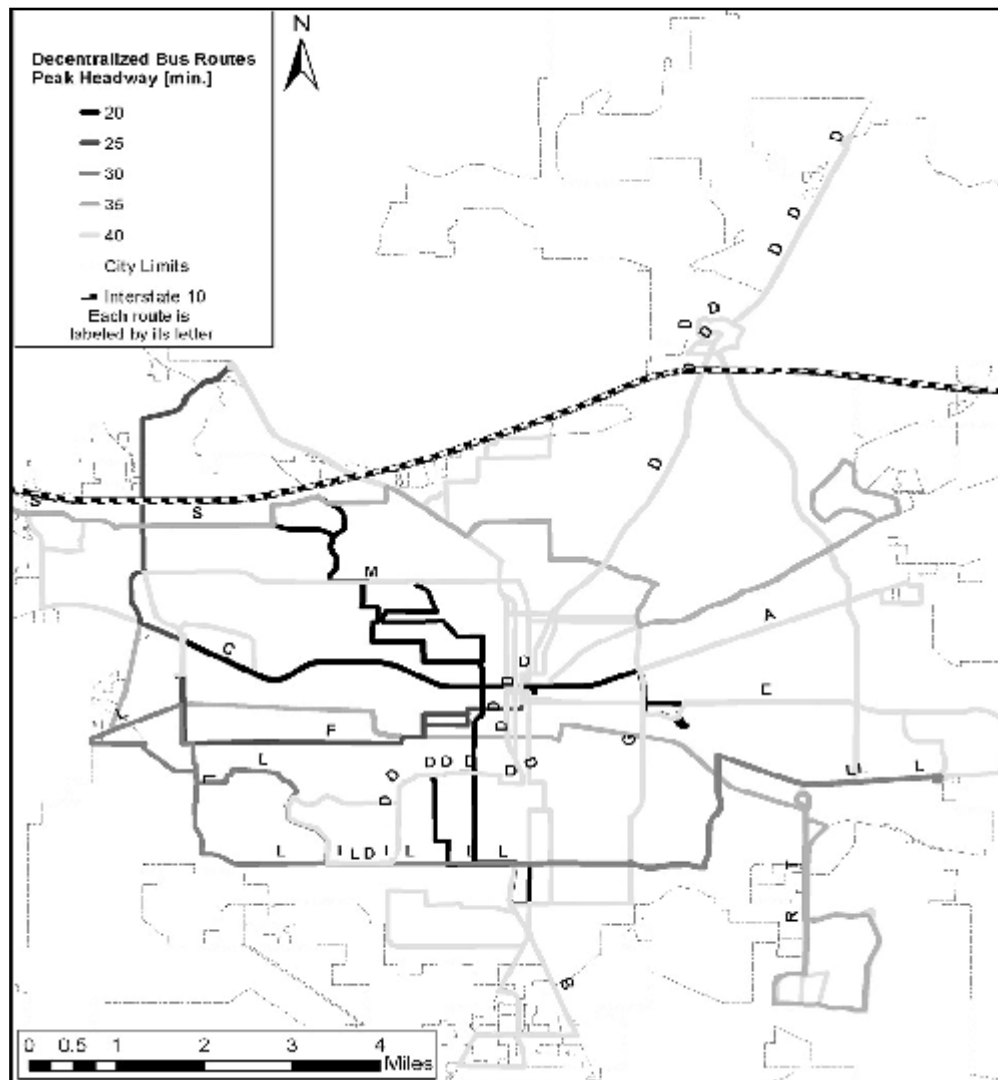 Decentralized Bus Routes
Peak Headway [min.]
20
25
30
35
40
City Limits
Interstate 10
Each route is
labeled by its letter
N
D
D
D
D
D
D
D
D
S
S
D
M
A
C
D
D
D
F
D
G
L
D
D
D
D
D
L
L
D
D
L
L
D
L
L
L
R
0
0.5
1
2
3
4
Miles